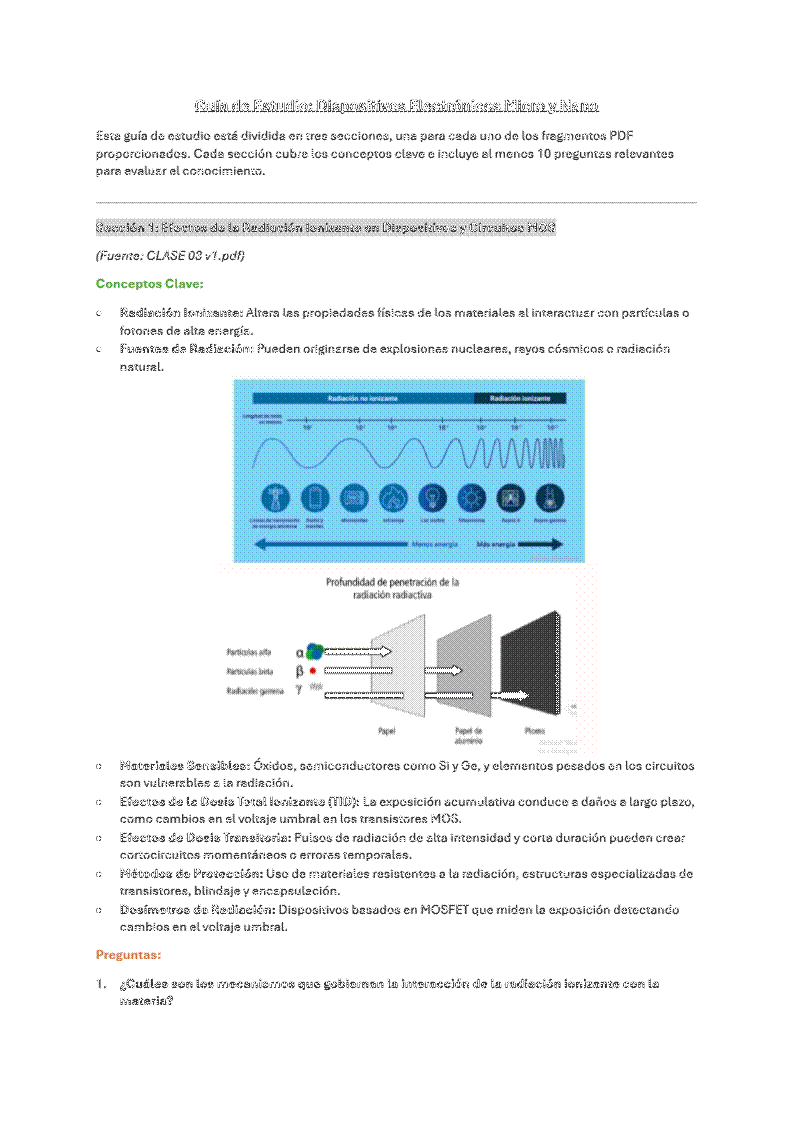 Guía de Estudio: Dispositivos Electrónicos Micro y Nano
Esta guía de estudio está dividida en tres secciones, una para cada uno de los fragmentos PDF
proporcionados. Cada sección cubre los conceptos clave e incluye al menos 10 preguntas relevantes
para evaluar el conocimiento.
Sección 1: Efectos de la Radiación Ionizante en Dispositivos y Circuitos MOS
(Fuente: CLASE 03 v1.pdf)
Conceptos Clave:
○ Radiación Ionizante: Altera las propiedades físicas de los materiales al interactuar con partículas o
fotones de alta energía.
○ Fuentes de Radiación: Pueden originarse de explosiones nucleares, rayos cósmicos o radiación
natural.
Radiación no ionizante Radiación ionizante
Luz visible
Rayos X
Rayos gamma
Menos energía Más energía
Profundidad de penetración de la
radiación radiactiva
Partículas alfa α
Partículas beta β
Radiación gamma γ
Papel Papel de Plomo
aluminio
○ Materiales Sensibles: Óxidos, semiconductores como Si y Ge, y elementos pesados en los circuitos
son vulnerables a la radiación.
○ Efectos de la Dosis Total Ionizante (TID): La exposición acumulativa conduce a daños a largo plazo,
como cambios en el voltaje umbral en los transistores MOS.
○ Efectos de Dosis Transitoria: Pulsos de radiación de alta intensidad y corta duración pueden crear
cortocircuitos momentáneos o errores temporales.
○ Métodos de Protección: Uso de materiales resistentes a la radiación, estructuras especializadas de
transistores, blindaje y encapsulación.
○ Dosímetros de Radiación: Dispositivos basados en MOSFET que miden la exposición detectando
cambios en el voltaje umbral.
Preguntas:
1. ¿Cuáles son los mecanismos que gobiernan la interacción de la radiación ionizante con la
materia?